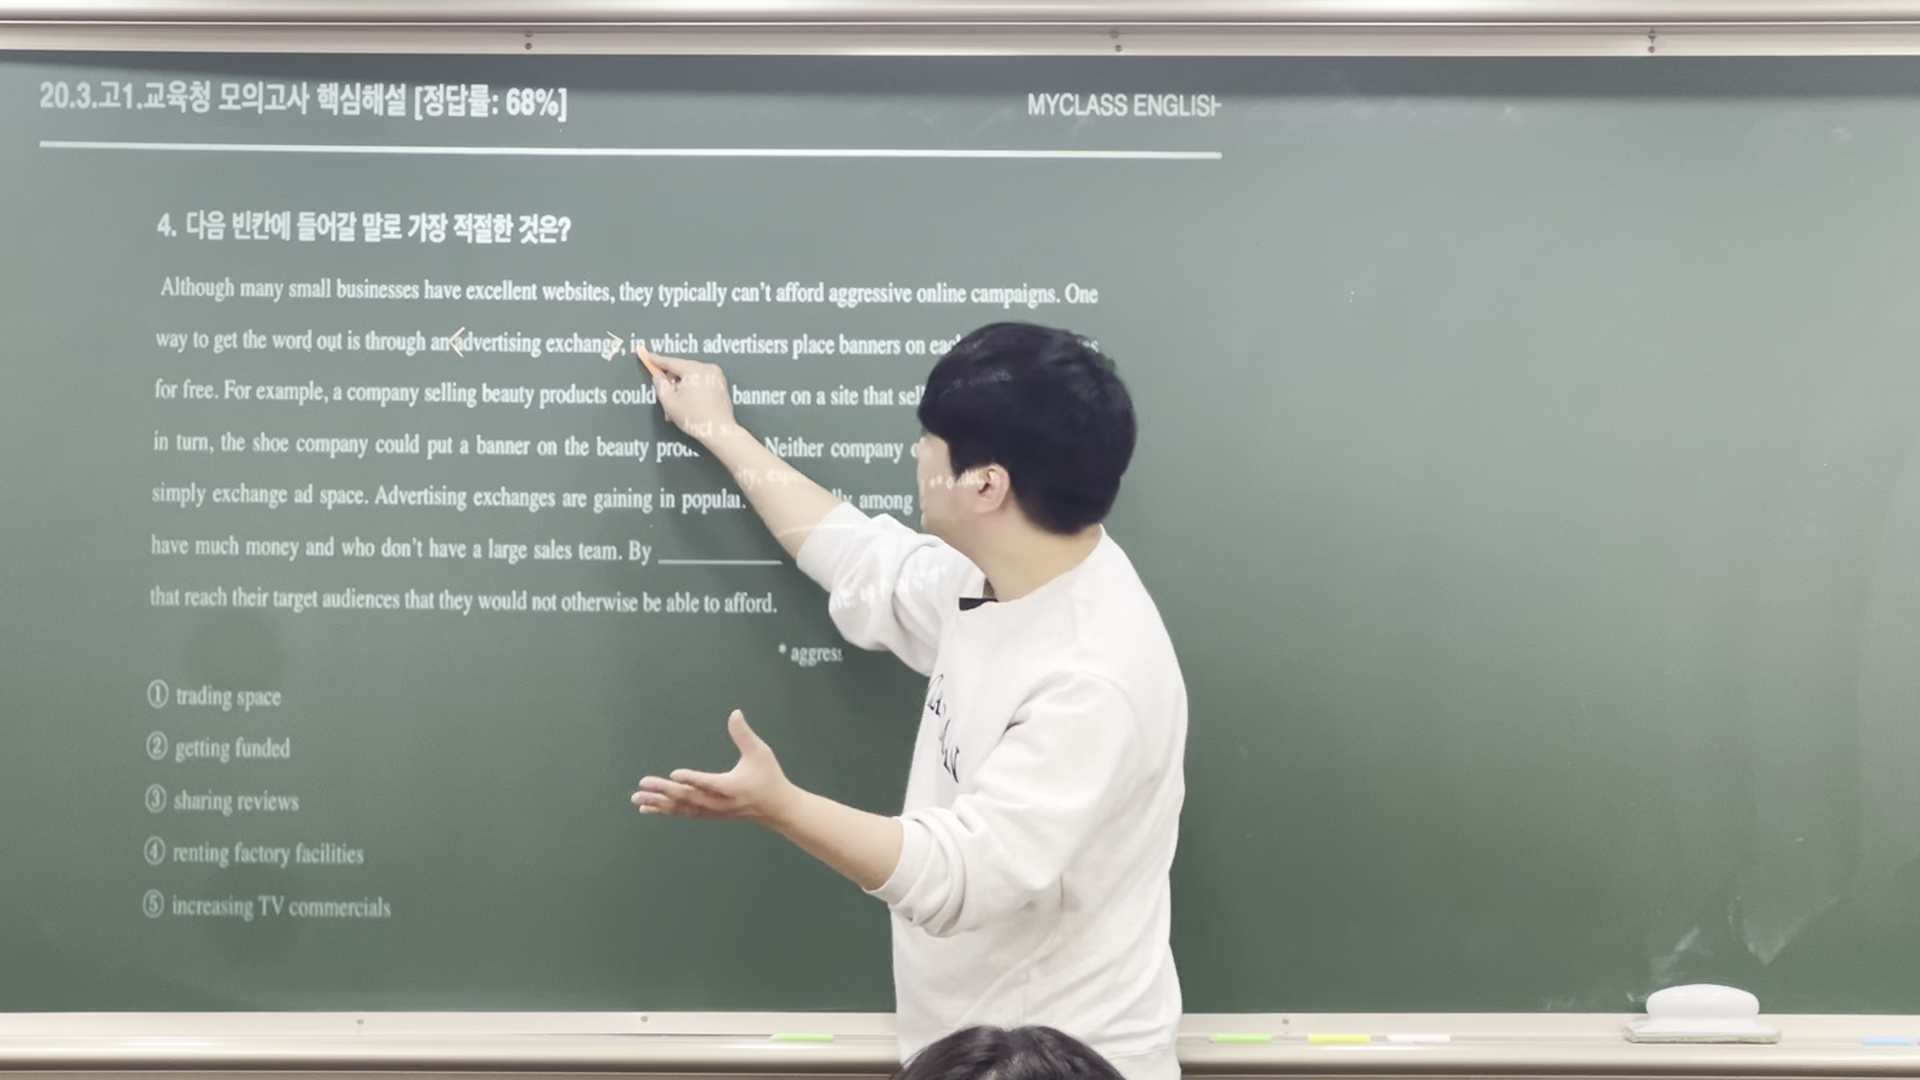 20.3.고1.교육청 모의고사 핵심해설 [정답률: 68%]
MYCLASS ENGLISH
4. 다음 빈칸에 들어갈 말로 가장 적절한 것은?
Although many small businesses have excellent websites, they typically can't afford aggressive online campaigns. One
way to get the word out is through an <advertising exchange>, in which advertisers place banners on
for free. For example, a company selling beauty products could place banner on a site that
in turn, the shoe company could put a banner on the beauty Neither company
simply exchange ad space. Advertising exchanges are gaining in among
have much money and who don't have a large sales team. By ____________
that reach their target audiences that they would not otherwise be able to afford.
*
① trading space
② getting funded
③ sharing reviews
④ renting factory facilities
⑤ increasing TV commercials